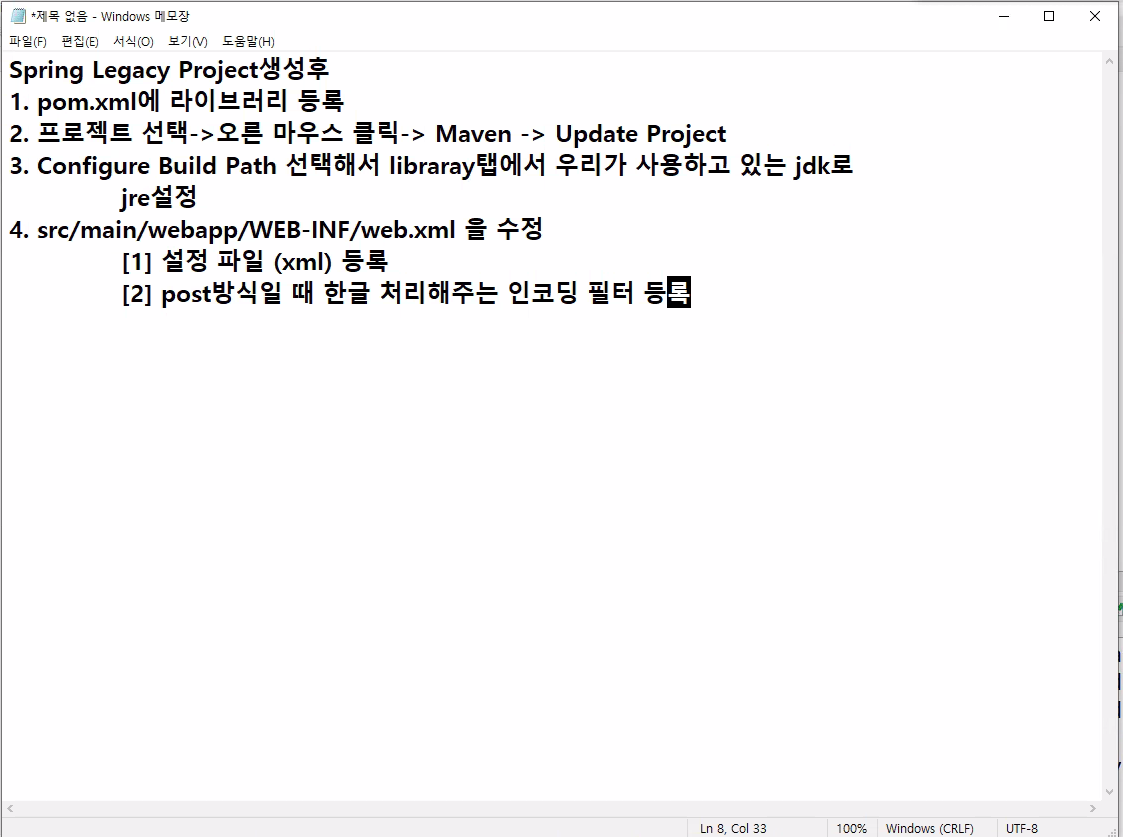 *제목 없음 - Windows 메모장
파일(F) 편집(E) 서식(O) 보기(V) 도움말(H)
Spring Legacy Project생성후
1. pom.xml에 라이브러리 등록
2. 프로젝트 선택->오른 마우스 클릭-> Maven -> Update Project
3. Configure Build Path 선택해서 libraray탭에서 우리가 사용하고 있는 jdk로
jre설정
4. src/main/webapp/WEB-INF/web.xml 을 수정
[1] 설정 파일 (xml) 등록
[2] post방식일 때 한글 처리해주는 인코딩 필터 등록
Ln 8, Col 33 100% Windows (CRLF) UTF-8